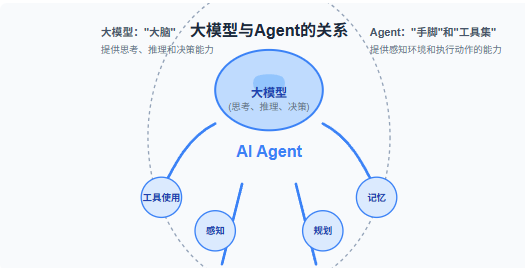 大模型与Agent的关系
大模型："大脑"
提供思考、推理和决策能力
Agent："手脚"和"工具集"
提供感知环境和执行动作的能力
大模型
(思考、推理、决策)
AI Agent
工具使用
记忆
感知
规划